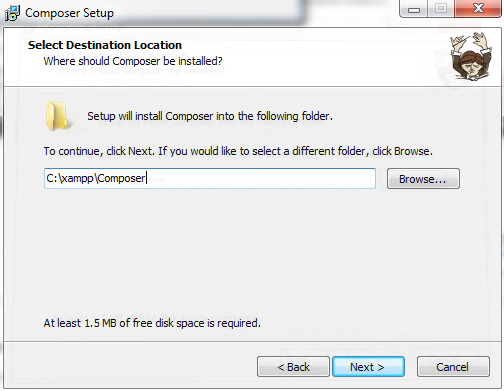 Composer Setup
Select Destination Location
Where should Composer be installed?
Setup will install Composer into the following folder.
To continue, click Next. If you would like to select a different folder, click Browse.
C:\xampp\Composer
Browse...
At least 1.5 MB of free disk space is required.
< Back
Next >
Cancel